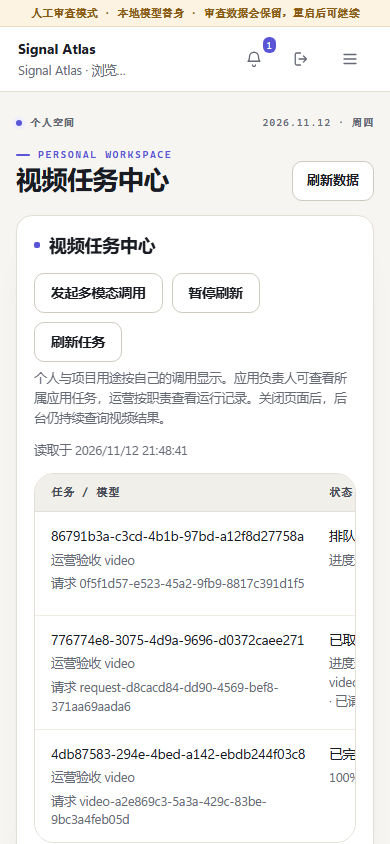 人工审查模式 · 本地模型替身 · 审查数据会保留，重启后可继续
Signal Atlas
Signal Atlas · 浏览…
1
个人空间
2026.11.12 · 周四
PERSONAL WORKSPACE
视频任务中心
刷新数据
视频任务中心
发起多模态调用
暂停刷新
刷新任务
个人与项目用途按自己的调用显示。应用负责人可查看所
属应用任务，运营按职责查看运行记录。关闭页面后，后
台仍持续查询视频结果。
读取于 2026/11/12 21:48:41
任务 / 模型
状态
86791b3a-c3cd-4b1b-97bd-a12f8d27758a
排队
运营验收 video
进度
请求 0f5f1d57-e523-45a2-9fb9-8817c391d1f5
776774e8-3075-4d9a-9696-d0372caee271
已取
运营验收 video
进度
请求 request-d8cacd84-dd90-4569-bef8-
video
371aa69aada6
· 已请
4db87583-294e-4bed-a142-ebdb244f03c8
已完
运营验收 video
100%
请求 video-a2e869c3-5a3a-429c-83be-
9bc3a4feb05d